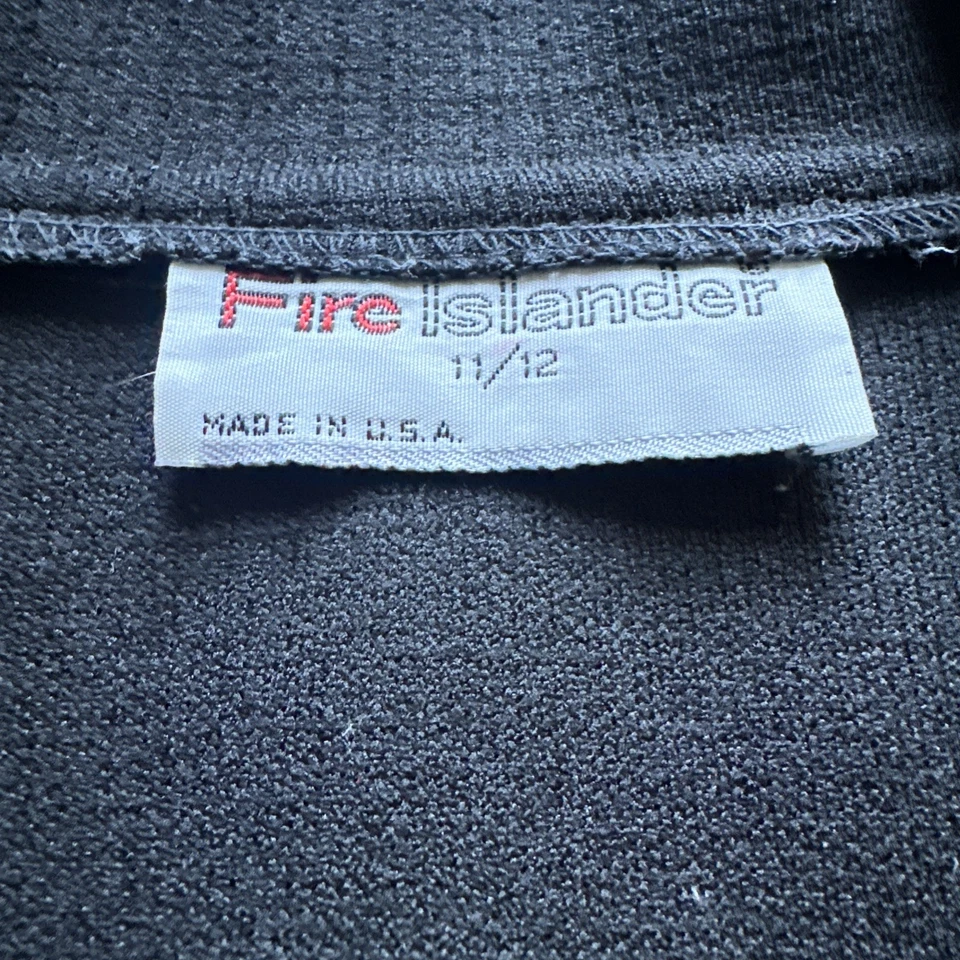 Fire Islander®
11/12
MADE IN U.S.A.